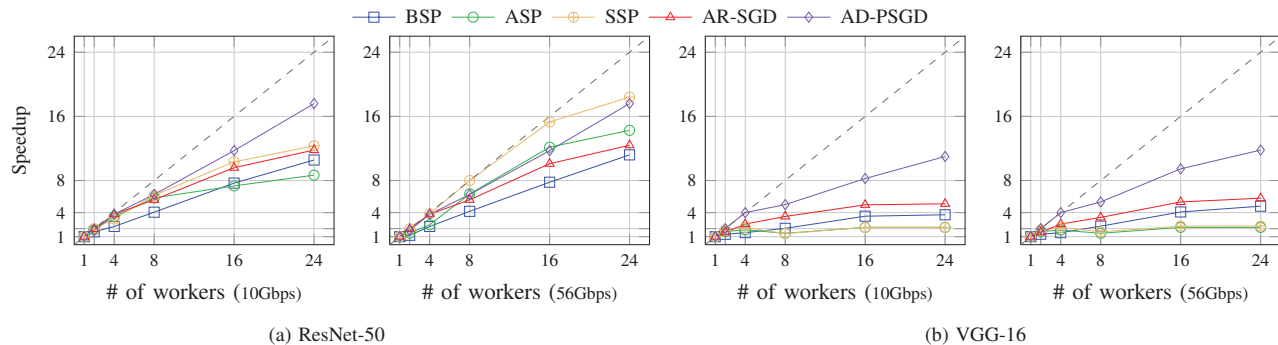 BSP ASP SSP AR-SGD AD-PSGD
Speedup
24
16
8
4
1
1 4 8 16 24
# of workers (10Gbps)
24
16
8
4
1
1 4 8 16 24
# of workers (56Gbps)
(a) ResNet-50
24
16
8
4
1
1 4 8 16 24
# of workers (10Gbps)
24
16
8
4
1
1 4 8 16 24
# of workers (56Gbps)
(b) VGG-16